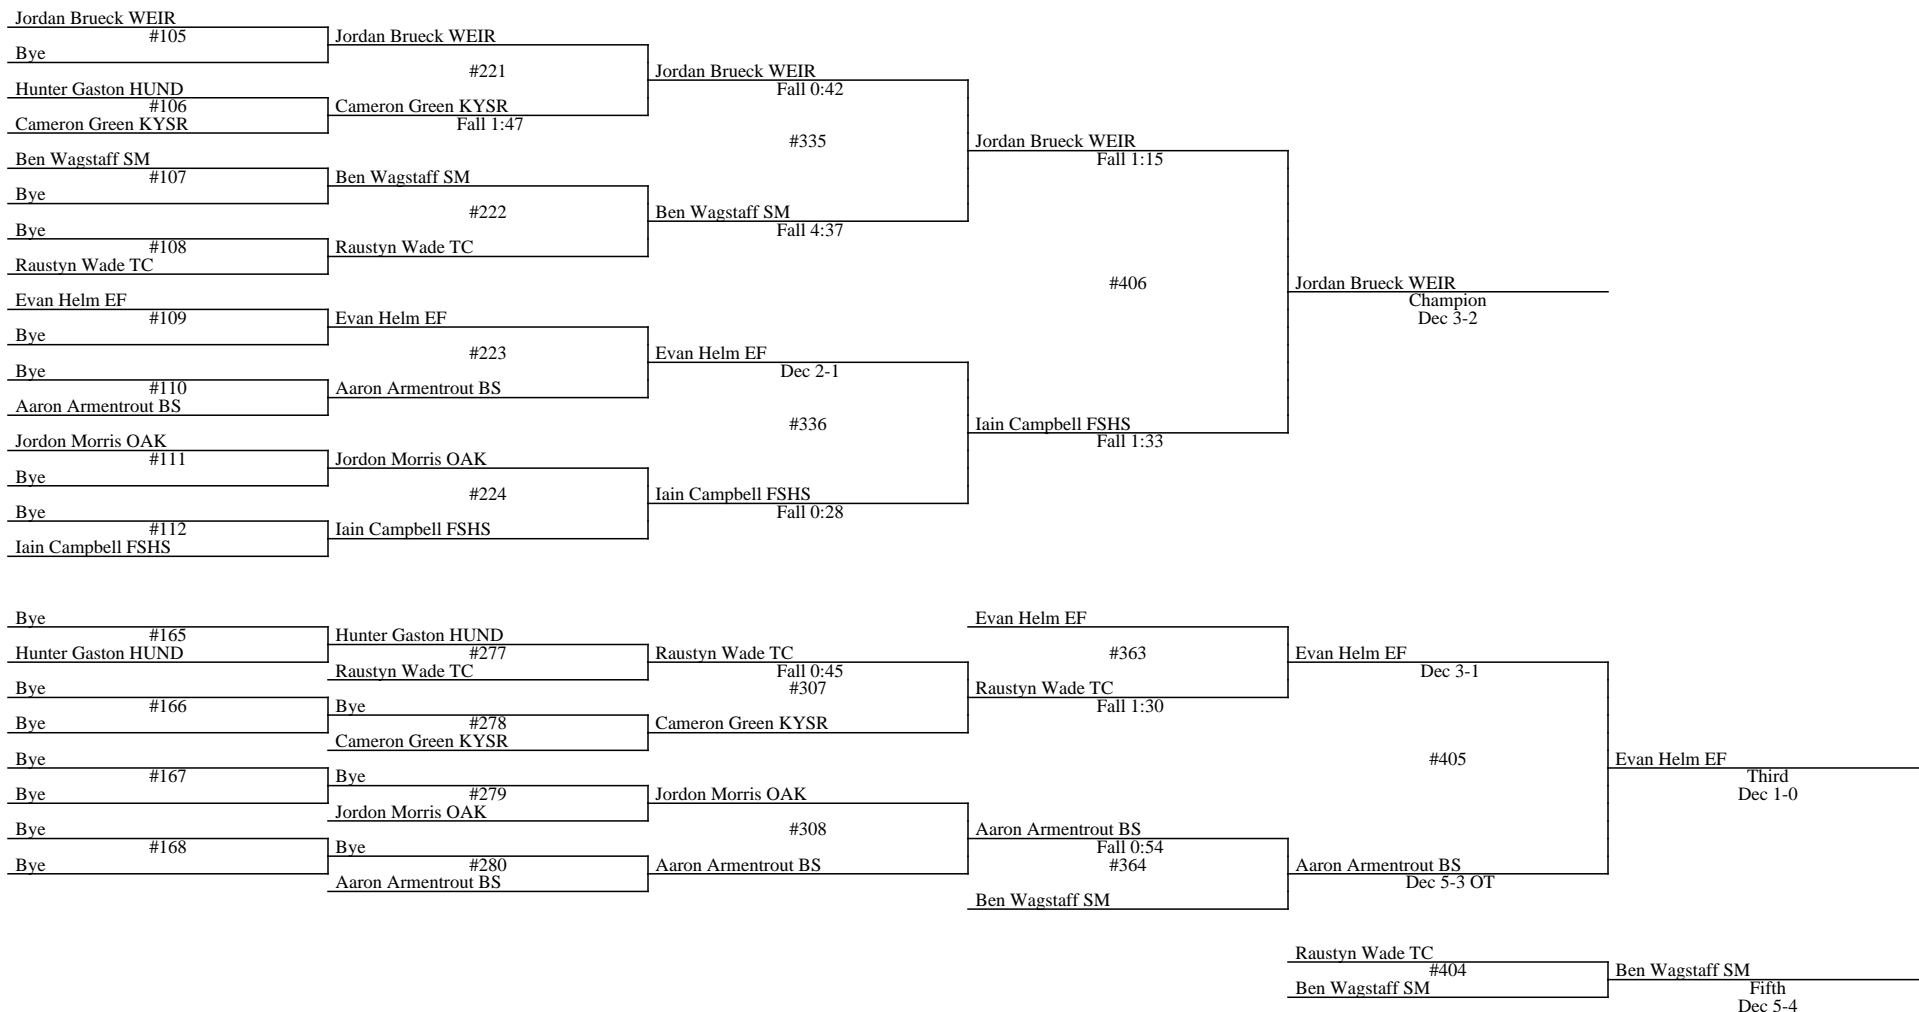 Jordan Brueck WEIR
#105
Bye
Jordan Brueck WEIR
#221
Hunter Gaston HUND
#106
Cameron Green KYSR
Cameron Green KYSR
Fall 1:47
Jordan Brueck WEIR
Fall 0:42
#335
Ben Wagstaff SM
#107
Bye
Ben Wagstaff SM
#222
Bye
#108
Raustyn Wade TC
Raustyn Wade TC
Ben Wagstaff SM
Fall 4:37
Jordan Brueck WEIR
Fall 1:15
#406
Evan Helm EF
#109
Bye
Evan Helm EF
#223
Bye
#110
Aaron Armentrout BS
Aaron Armentrout BS
Evan Helm EF
Dec 2-1
#336
Jordon Morris OAK
#111
Bye
Jordon Morris OAK
#224
Bye
#112
Iain Campbell FSHS
Iain Campbell FSHS
Iain Campbell FSHS
Fall 0:28
Iain Campbell FSHS
Fall 1:33
Jordan Brueck WEIR
Champion
Dec 3-2
Bye
#165
Hunter Gaston HUND
Hunter Gaston HUND
#277
Raustyn Wade TC
Raustyn Wade TC
Fall 0:45
#307
Bye
#166
Bye
Bye
#278
Cameron Green KYSR
Cameron Green KYSR
Evan Helm EF
#363
Raustyn Wade TC
Fall 1:30
Evan Helm EF
Dec 3-1
#405
Bye
#167
Bye
Bye
#279
Jordon Morris OAK
Jordon Morris OAK
#308
Bye
#168
Bye
Bye
#280
Aaron Armentrout BS
Aaron Armentrout BS
Aaron Armentrout BS
Fall 0:54
#364
Ben Wagstaff SM
Aaron Armentrout BS
Dec 5-3 OT
Evan Helm EF
Third
Dec 1-0
Raustyn Wade TC
#404
Ben Wagstaff SM
Ben Wagstaff SM
Fifth
Dec 5-4